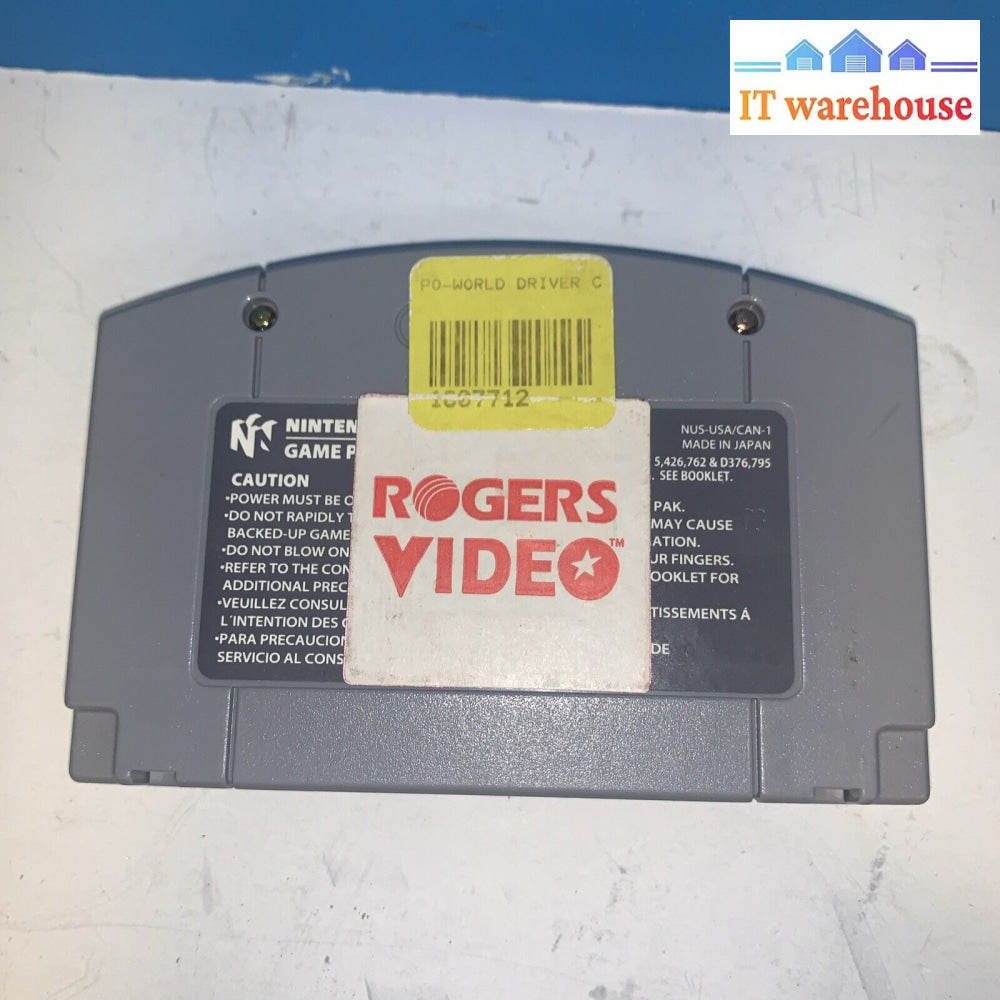 IT warehouse
PO-WORLD DRIVER C
1607712
NINTEN
GAME P
NUS-USA/CAN-1
MADE IN JAPAN
5,426,762 & D376,795
. SEE BOOKLET.
CAUTION
•POWER MUST BE O
PAK.
•DO NOT RAPIDLY T
MAY CAUSE
BACKED-UP GAME
ATION.
•DO NOT BLOW ON
UR FINGERS.
•REFER TO THE CON
OOKLET FOR
ADDITIONAL PREC
•VEUILLEZ CONSUL
TISSEMENTS Á
L'INTENTION DES
•PARA PRECAUCION
DE
SERVICIO AL CONS
ROGERS
VIDEO™